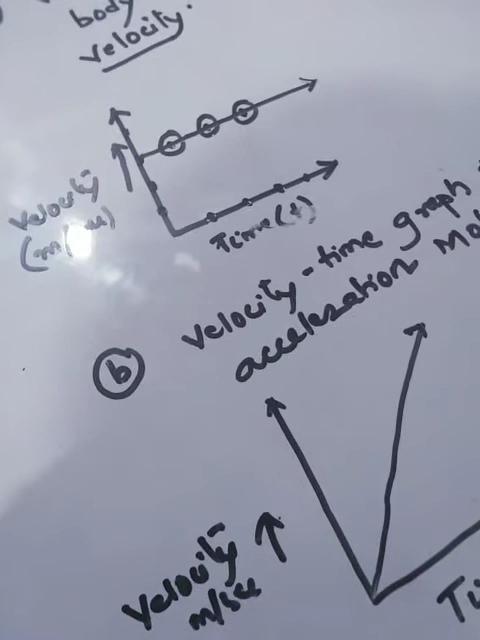 body
velocity.
Velocity
Time(t)
b
Velocity-time graph
acceleration
Velocity
m/sec